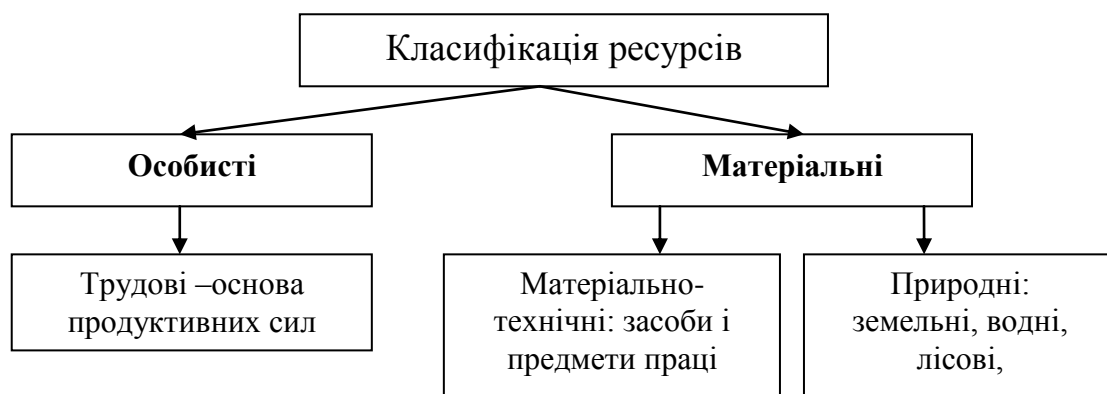 Класифікація ресурсів
Особисті
Матеріальні
Трудові –основа
продуктивних сил
Матеріально-
технічні: засоби і
предмети праці
Природні:
земельні, водні,
лісові,